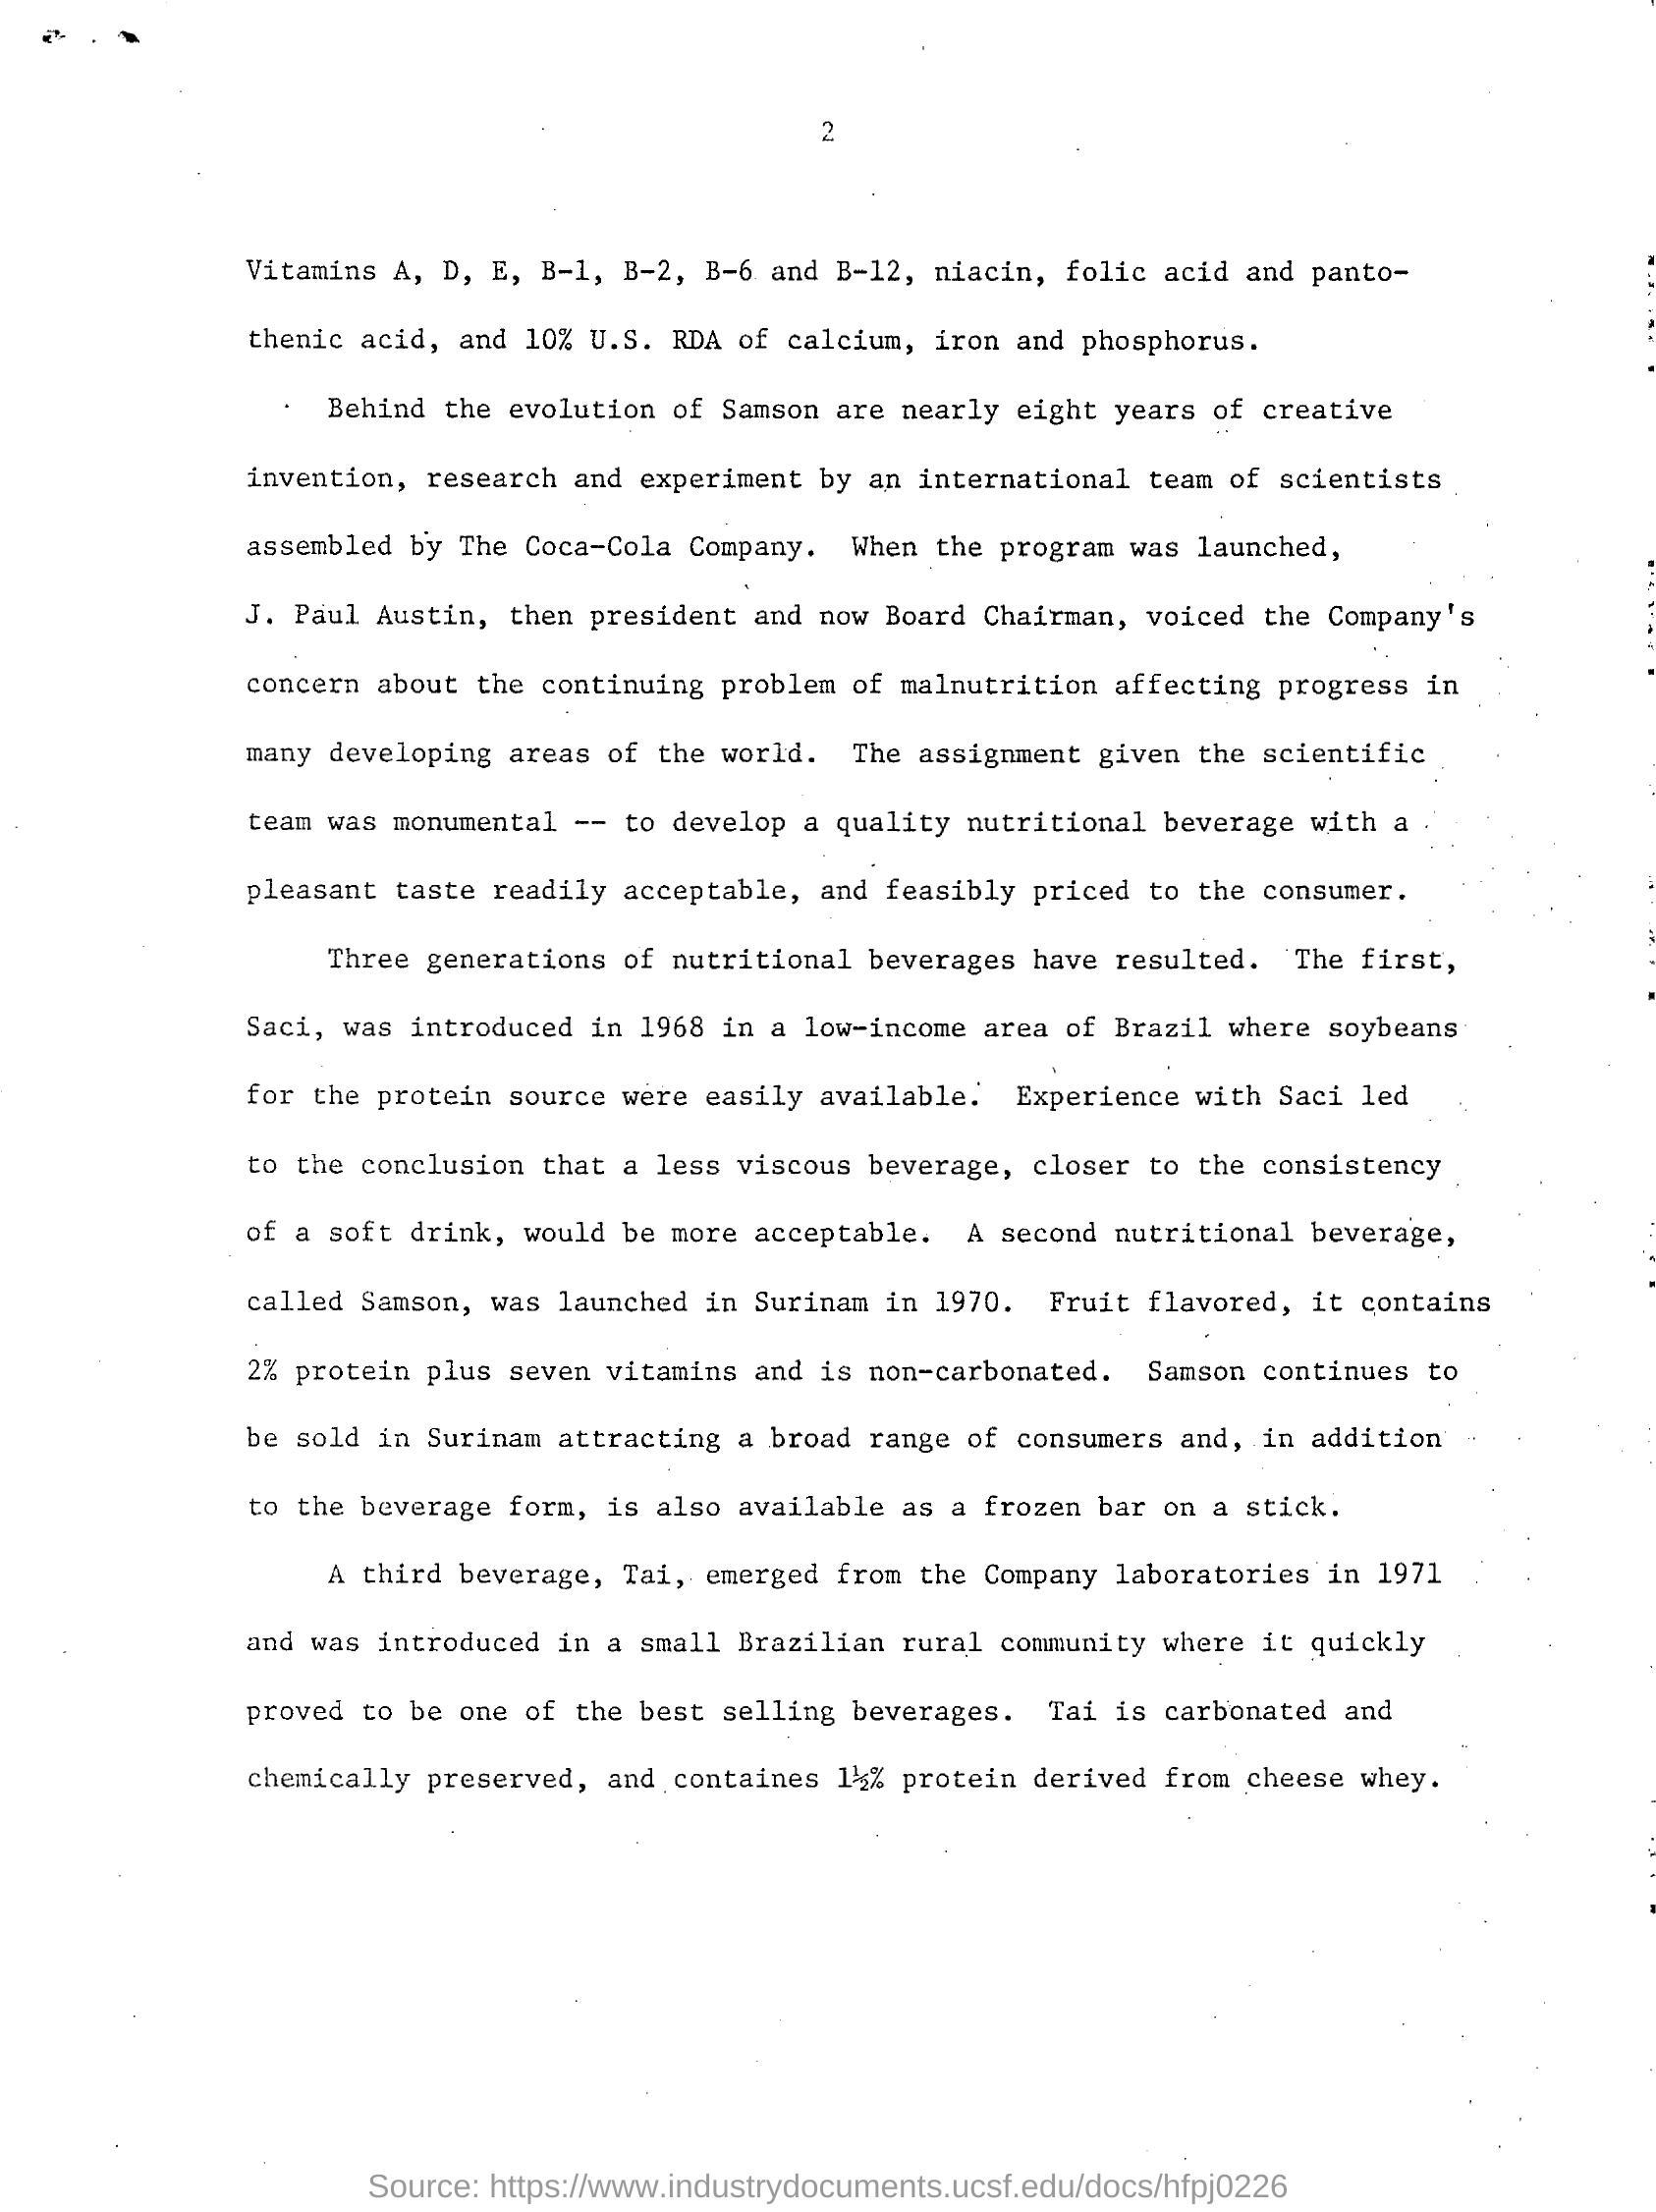 2
Vitamins A, D, E, B-1, B-2, B-6 and B-12, niacin, folic acid and panto-
thenic acid, and 10% U.S. RDA of calcium, iron and phosphorus.
Behind the evolution of Samson are nearly eight years of creative
invention, research and experiment by an international team of scientists
assembled by The Coca-Cola Company. When the program was launched,
J. Paul Austin, then president and now Board Chairman, voiced the Company's
concern about the continuing problem of malnutrition affecting progress in
many developing areas of the world. The assignment given the scientific
team was monumental -- to develop a quality nutritional beverage with a
pleasant taste readily acceptable, and feasibly priced to the consumer.
Three generations of nutritional beverages have resulted. The first,
Saci, was introduced in 1968 in a low-income area of Brazil where soybeans
for the protein source were easily available. Experience with Saci led
to the conclusion that a less viscous beverage, closer to the consistency
of a soft drink, would be more acceptable. A second nutritional beverage,
called Samson, was launched in Surinam in 1970. Fruit flavored, it contains
2% protein plus seven vitamins and is non-carbonated. Samson continues to
be sold in Surinam attracting a broad range of consumers and, in addition
to the beverage form, is also available as a frozen bar on a stick.
A third beverage, Tai, emerged from the Company laboratories in 1971
and was introduced in a small Brazilian rural community where it quickly
proved to be one of the best selling beverages. Tai is carbonated and
chemically preserved, and containes 1½% protein derived from cheese whey.
Source: https://www.industrydocuments.ucsf.edu/docs/hfpj0226